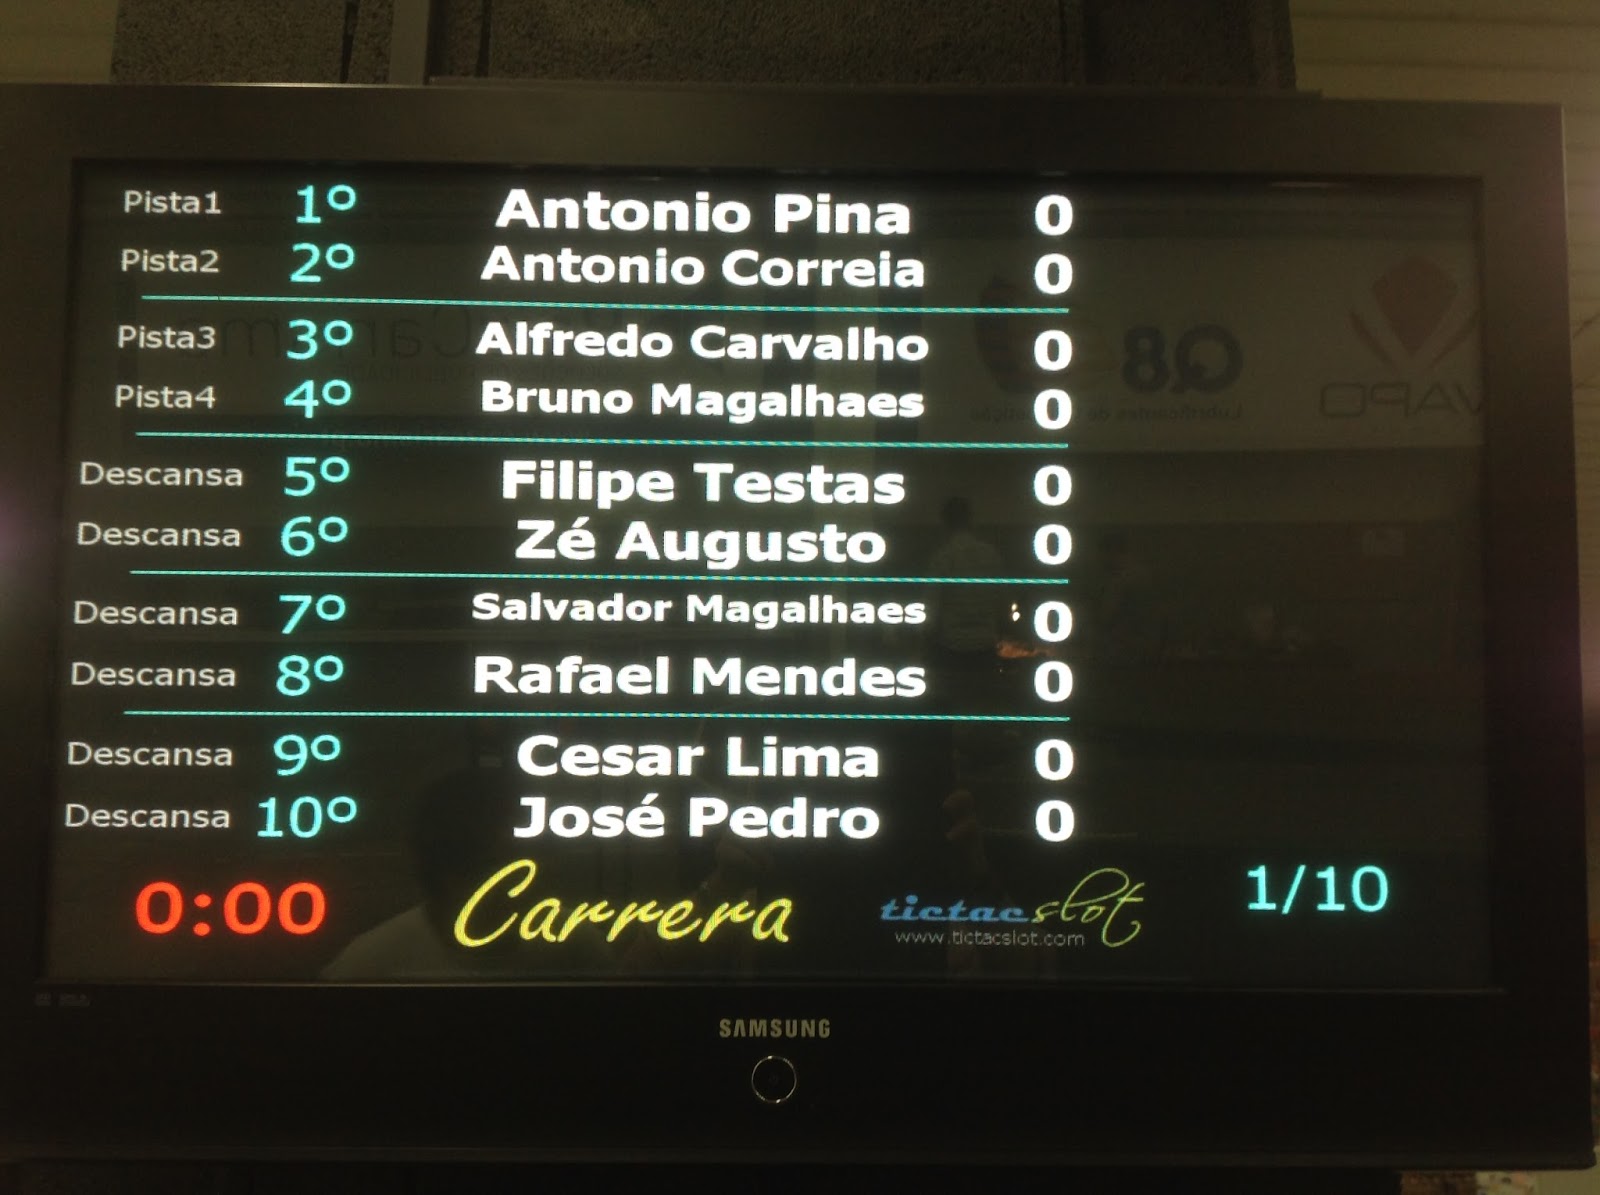 Pista1 1º Antonio Pina 0
Pista2 2º Antonio Correia 0
Pista3 3º Alfredo Carvalho 0
Pista4 4º Bruno Magalhaes 0
Descansa 5º Filipe Testas 0
Descansa 6º Zé Augusto 0
Descansa 7º Salvador Magalhaes 0
Descansa 8º Rafael Mendes 0
Descansa 9º Cesar Lima 0
Descansa 10º José Pedro 0
0:00 Carrera tictacslot 1/10
www.tictacslot.com
SAMSUNG
Q8